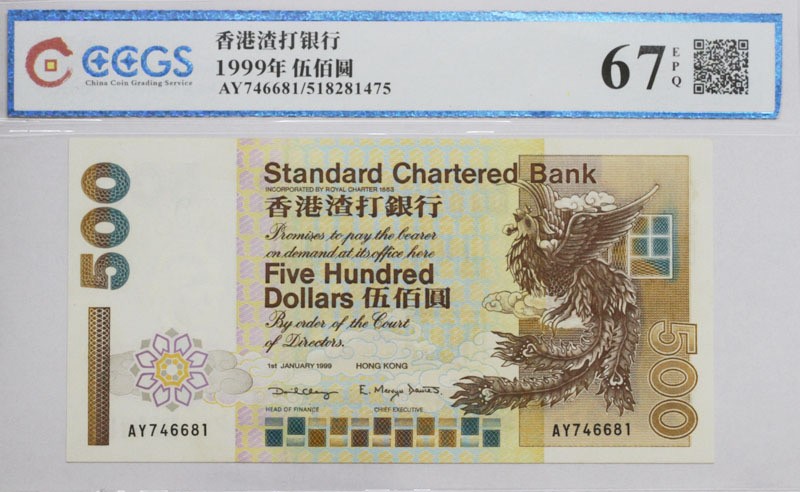 CCGS
China Coin Grading Service
香港渣打银行
1999年 伍佰圆
AY746681/518281475
67 EPQ
500
Standard Chartered Bank
INCORPORATED BY ROYAL CHARTER 1853
香港渣打銀行
Promises to pay the bearer
on demand at its office here
Five Hundred
Dollars 伍佰圓
By order of the Court
of Directors.
1st JANUARY 1999 HONG KONG
HEAD OF FINANCE CHIEF EXECUTIVE
AY746681
AY746681
500